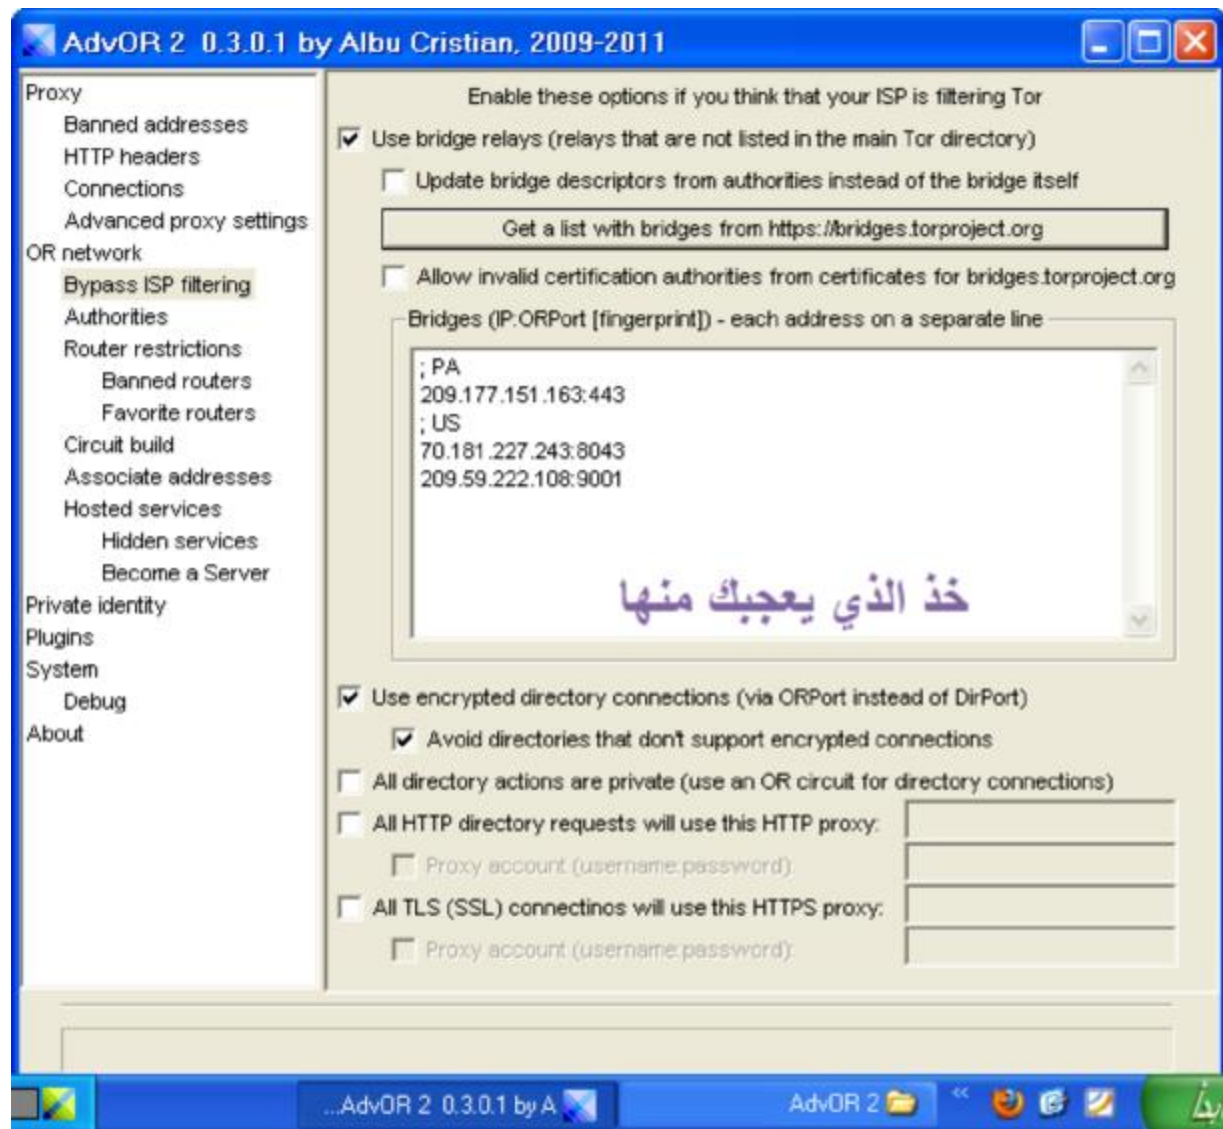 AdvOR 2 0.3.0.1 by Albu Cristian, 2009-2011
Proxy
Banned addresses
HTTP headers
Connections
Advanced proxy settings
OR network
Bypass ISP filtering
Authorities
Router restrictions
Banned routers
Favorite routers
Circuit build
Associate addresses
Hosted services
Hidden services
Become a Server
Private identity
Plugins
System
Debug
About
Enable these options if you think that your ISP is filtering Tor
Use bridge relays (relays that are not listed in the main Tor directory)
Update bridge descriptors from authorities instead of the bridge itself
Get a list with bridges from https://bridges.torproject.org
Allow invalid certification authorities from certificates for bridges.torproject.org
Bridges (IP:ORPort [fingerprint]) - each address on a separate line
; PA
209.177.151.163:443
; US
70.181.227.243:8043
209.59.222.108:9001
خذ الذي يعجبك منها
Use encrypted directory connections (via ORPort instead of DirPort)
Avoid directories that don't support encrypted connections
All directory actions are private (use an OR circuit for directory connections)
All HTTP directory requests will use this HTTP proxy:
Proxy account (username:password):
All TLS (SSL) connectinos will use this HTTPS proxy:
Proxy account (username:password):
...AdvOR 2 0.3.0.1 by A
AdvOR 2
«